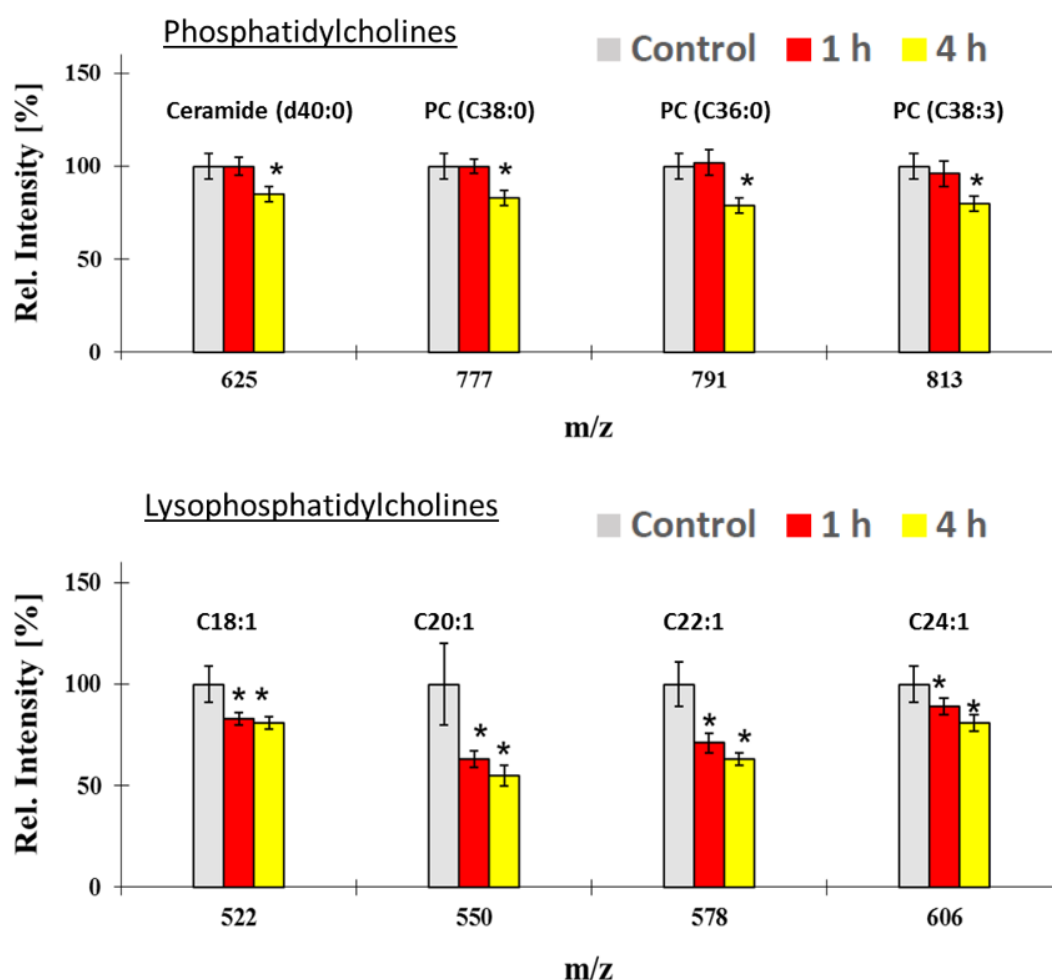 Phosphatidylcholines
Control 1 h 4 h
Rel. Intensity [%]
150
100
50
0
Ceramide (d40:0) PC (C38:0) PC (C36:0) PC (C38:3)
* * * *
625 777 791 813
m/z
Lysophosphatidylcholines
Control 1 h 4 h
Rel. Intensity [%]
150
100
50
0
C18:1 C20:1 C22:1 C24:1
* * * * * * * *
522 550 578 606
m/z